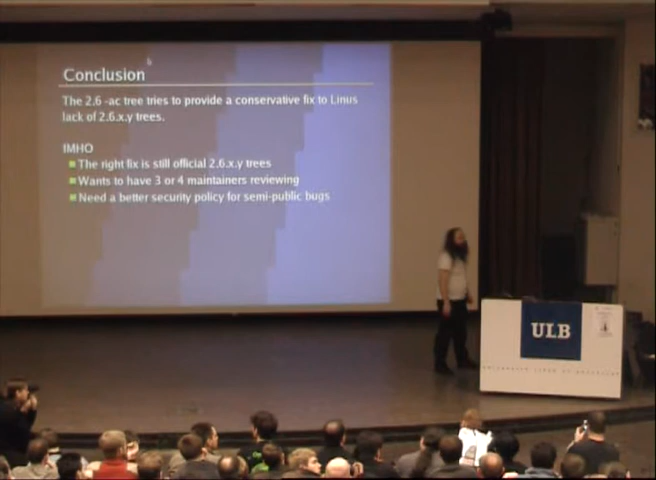 Conclusion
The 2.6 -ac tree tries to provide a conservative fix to Linus
lack of 2.6.x.y trees.
IMHO
The right fix is still official 2.6.x.y trees
Wants to have 3 or 4 maintainers reviewing
Need a better security policy for semi-public bugs
ULB